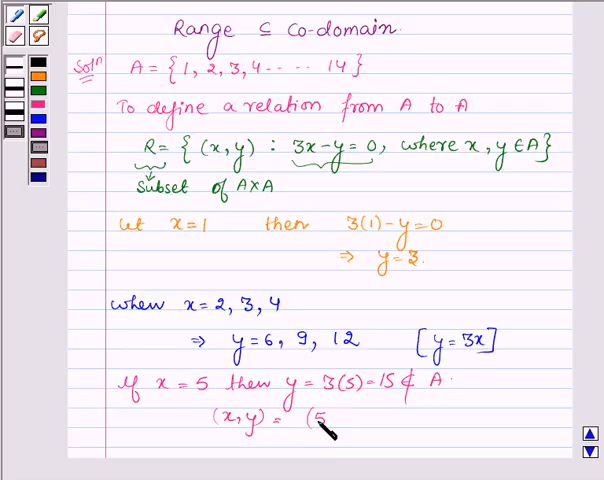 Range ⊆ Co-domain.
Solⁿ A = {1, 2, 3, 4 - - - - - 14}
To define a relation from A to A
R = {(x, y) : 3x-y=0, where x, y ∈ A}
Subset of A×A
Let x=1 then 3(1)-y=0
⇒ y=3.
when x=2, 3, 4
⇒ y=6, 9, 12 [y=3x]
If x=5 then y=3(5)=15 ∉ A.
(x,y) = (5